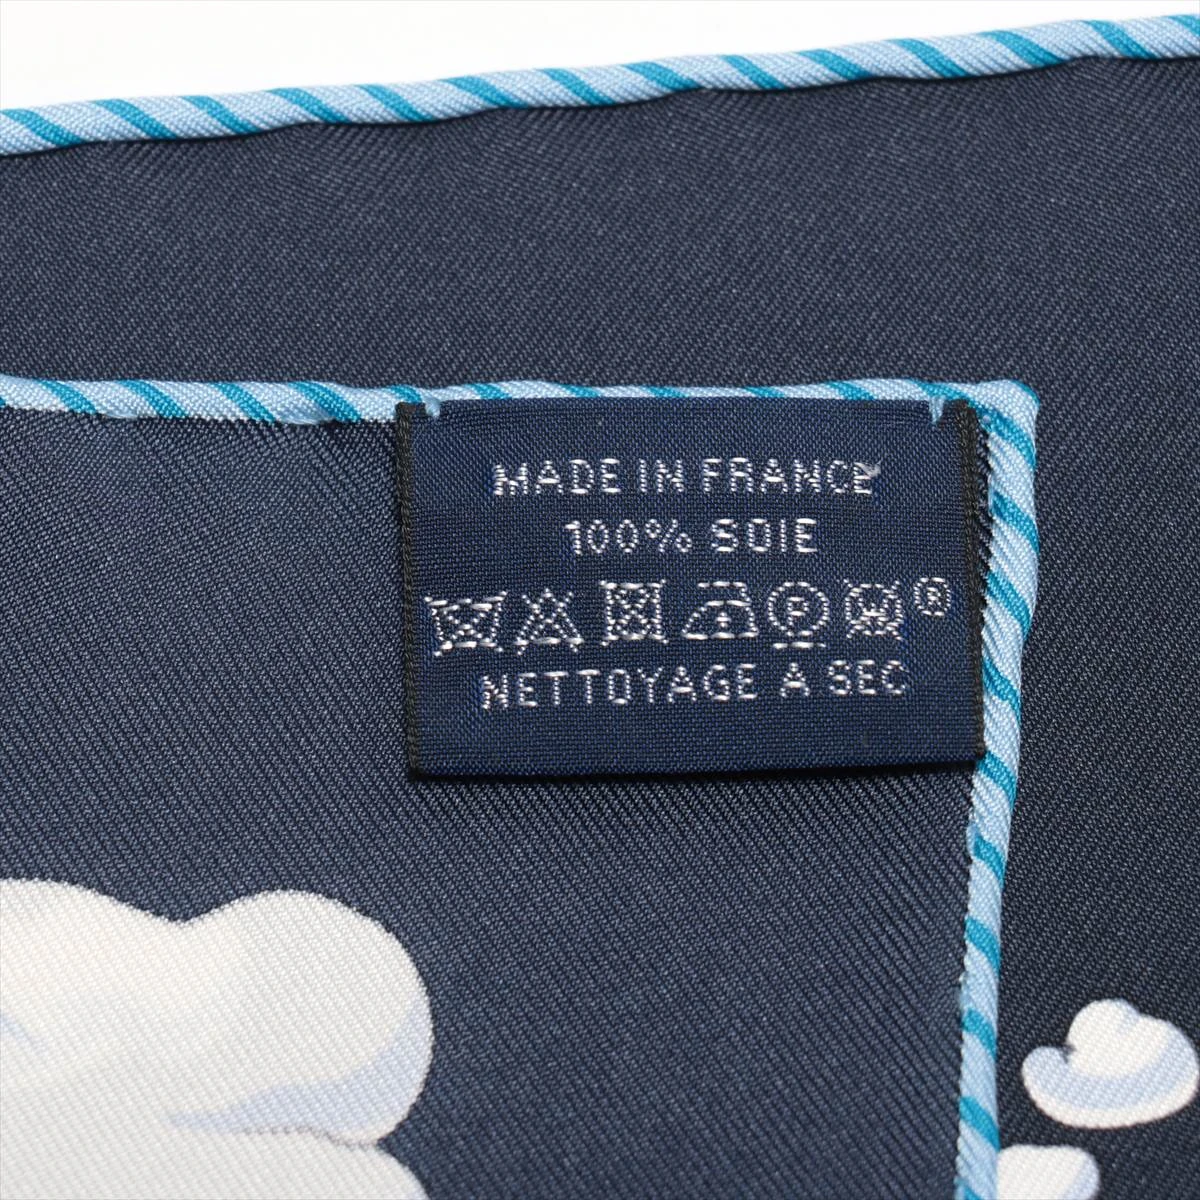 MADE IN FRANCE
100% SOIE
P W ®
NETTOYAGE A SEC